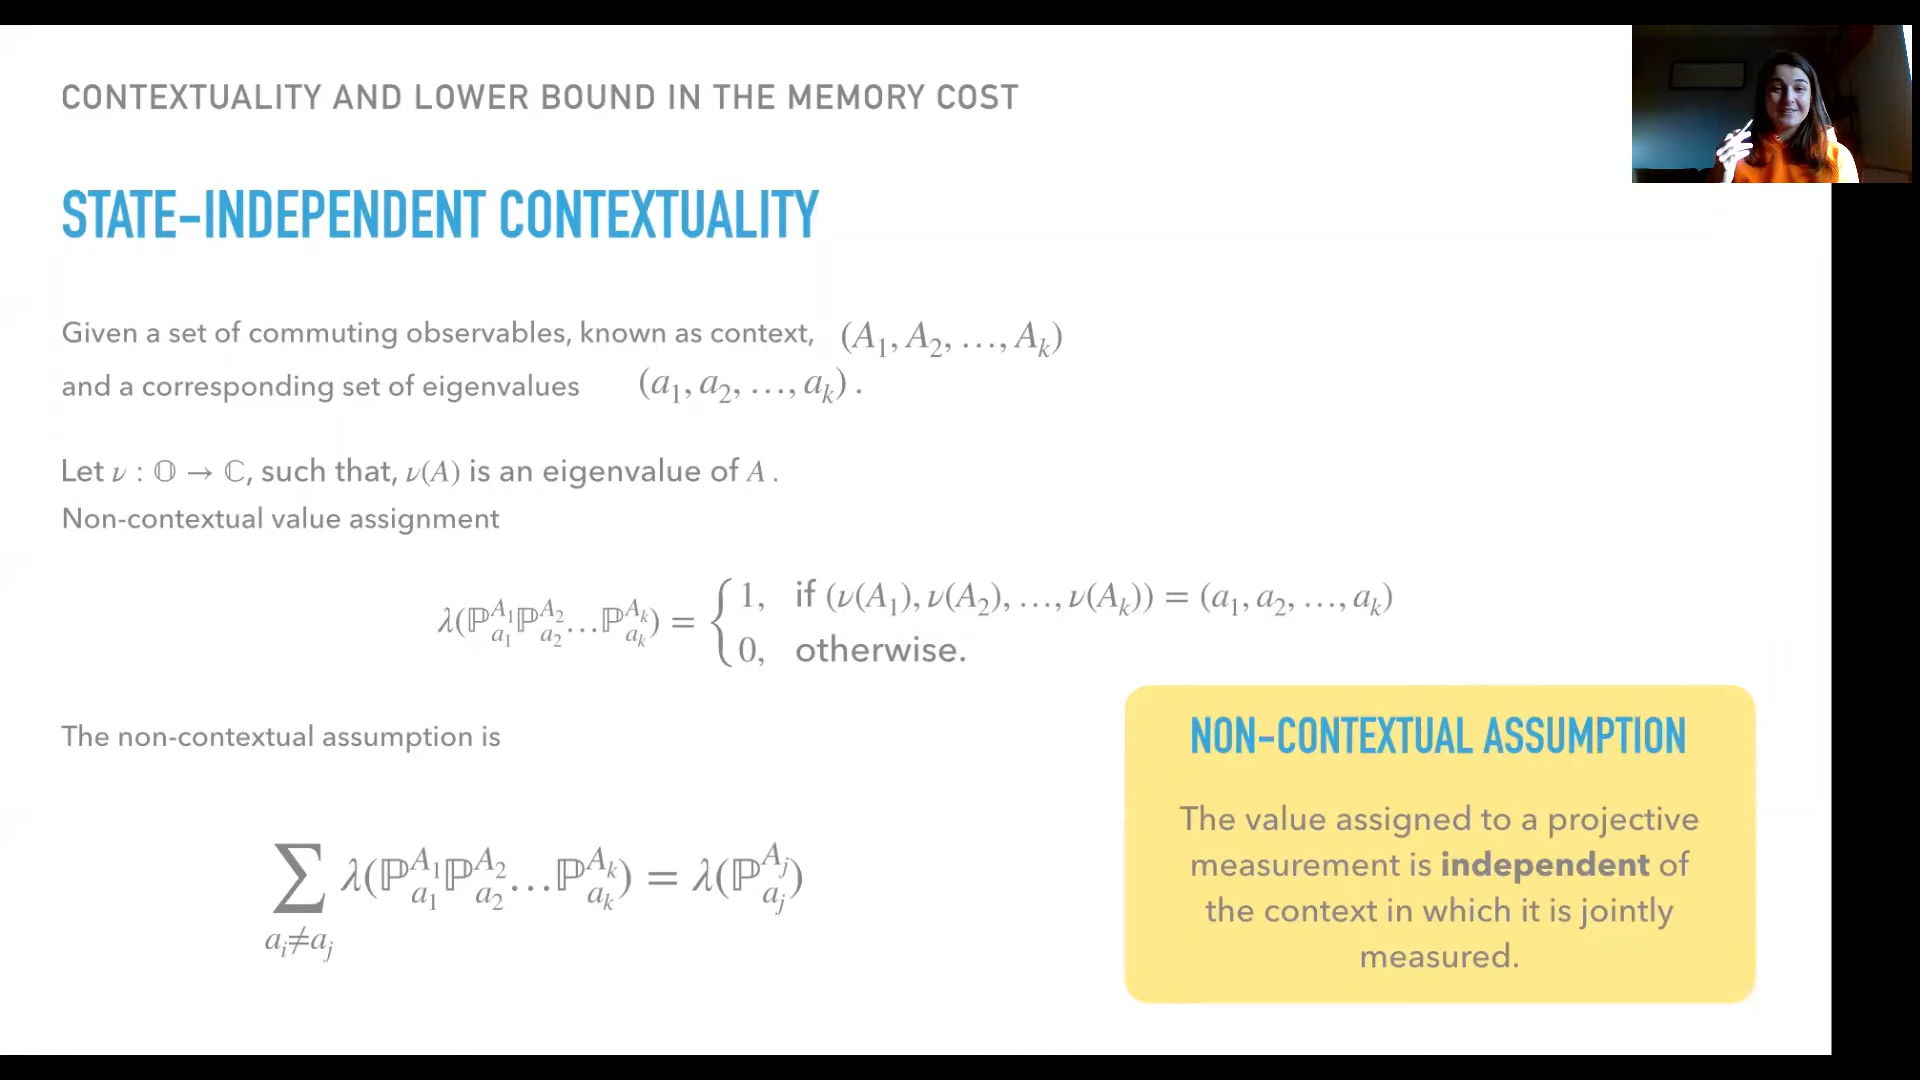 CONTEXTUALITY AND LOWER BOUND IN THE MEMORY COST
STATE-INDEPENDENT CONTEXTUALITY
Given a set of commuting observables, known as context, (A₁, A₂, …, Aₖ)
and a corresponding set of eigenvalues (a₁, a₂, …, aₖ) .
Let ν : 𝕆 → ℂ, such that, ν(A) is an eigenvalue of A .
Non-contextual value assignment
λ(ℙ^{A₁}_{a₁}ℙ^{A₂}_{a₂}…ℙ^{Aₖ}_{aₖ}) = { 1, if (ν(A₁), ν(A₂), …, ν(Aₖ)) = (a₁, a₂, …, aₖ)
0, otherwise.
The non-contextual assumption is
∑_{aᵢ≠aⱼ} λ(ℙ^{A₁}_{a₁}ℙ^{A₂}_{a₂}…ℙ^{Aₖ}_{aₖ}) = λ(ℙ^{Aⱼ}_{aⱼ})
NON-CONTEXTUAL ASSUMPTION
The value assigned to a projective
measurement is independent of
the context in which it is jointly
measured.